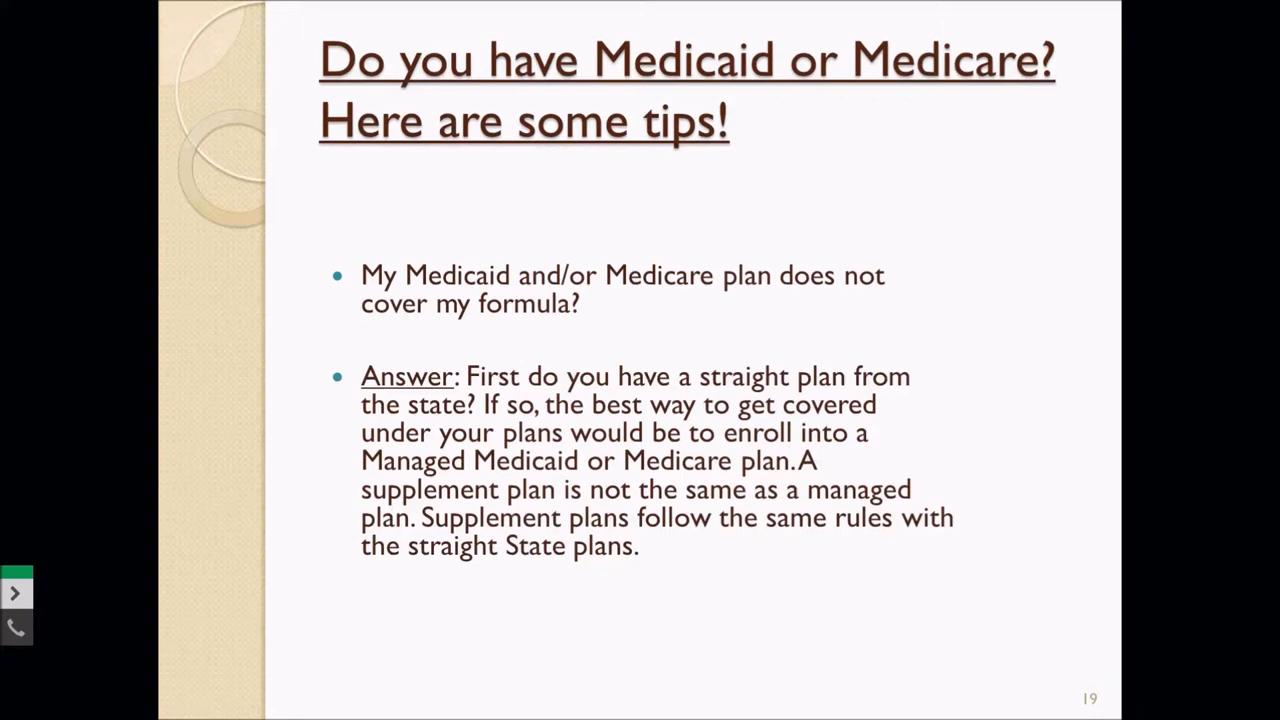 Do you have Medicaid or Medicare?
Here are some tips!
My Medicaid and/or Medicare plan does not
cover my formula?
Answer: First do you have a straight plan from
the state? If so, the best way to get covered
under your plans would be to enroll into a
Managed Medicaid or Medicare plan. A
supplement plan is not the same as a managed
plan. Supplement plans follow the same rules with
the straight State plans.
19